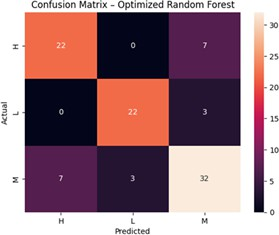 Confusion Matrix – Optimized Random Forest
H 22 0 7
L 0 22 3
M 7 3 32
H L M
Actual
Predicted
30
25
20
15
10
5
0